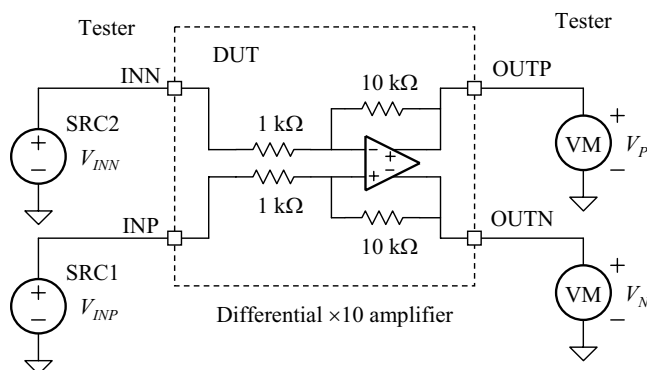 Tester
Tester
DUT
INN
OUTP
10 kΩ
1 kΩ
SRC2
V_INN
+
−
−
+
+
−
VM
+
−
V_P
1 kΩ
INP
OUTN
10 kΩ
SRC1
V_INP
+
−
VM
+
−
V_N
Differential ×10 amplifier